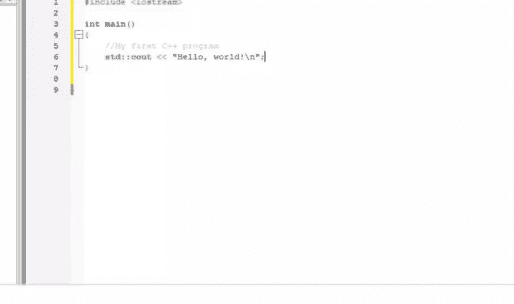 1 #include <iostream>
2
3 int main()
4 {
5 //My first C++ program
6 std::cout << "Hello, world!\n";
7 }
8
9